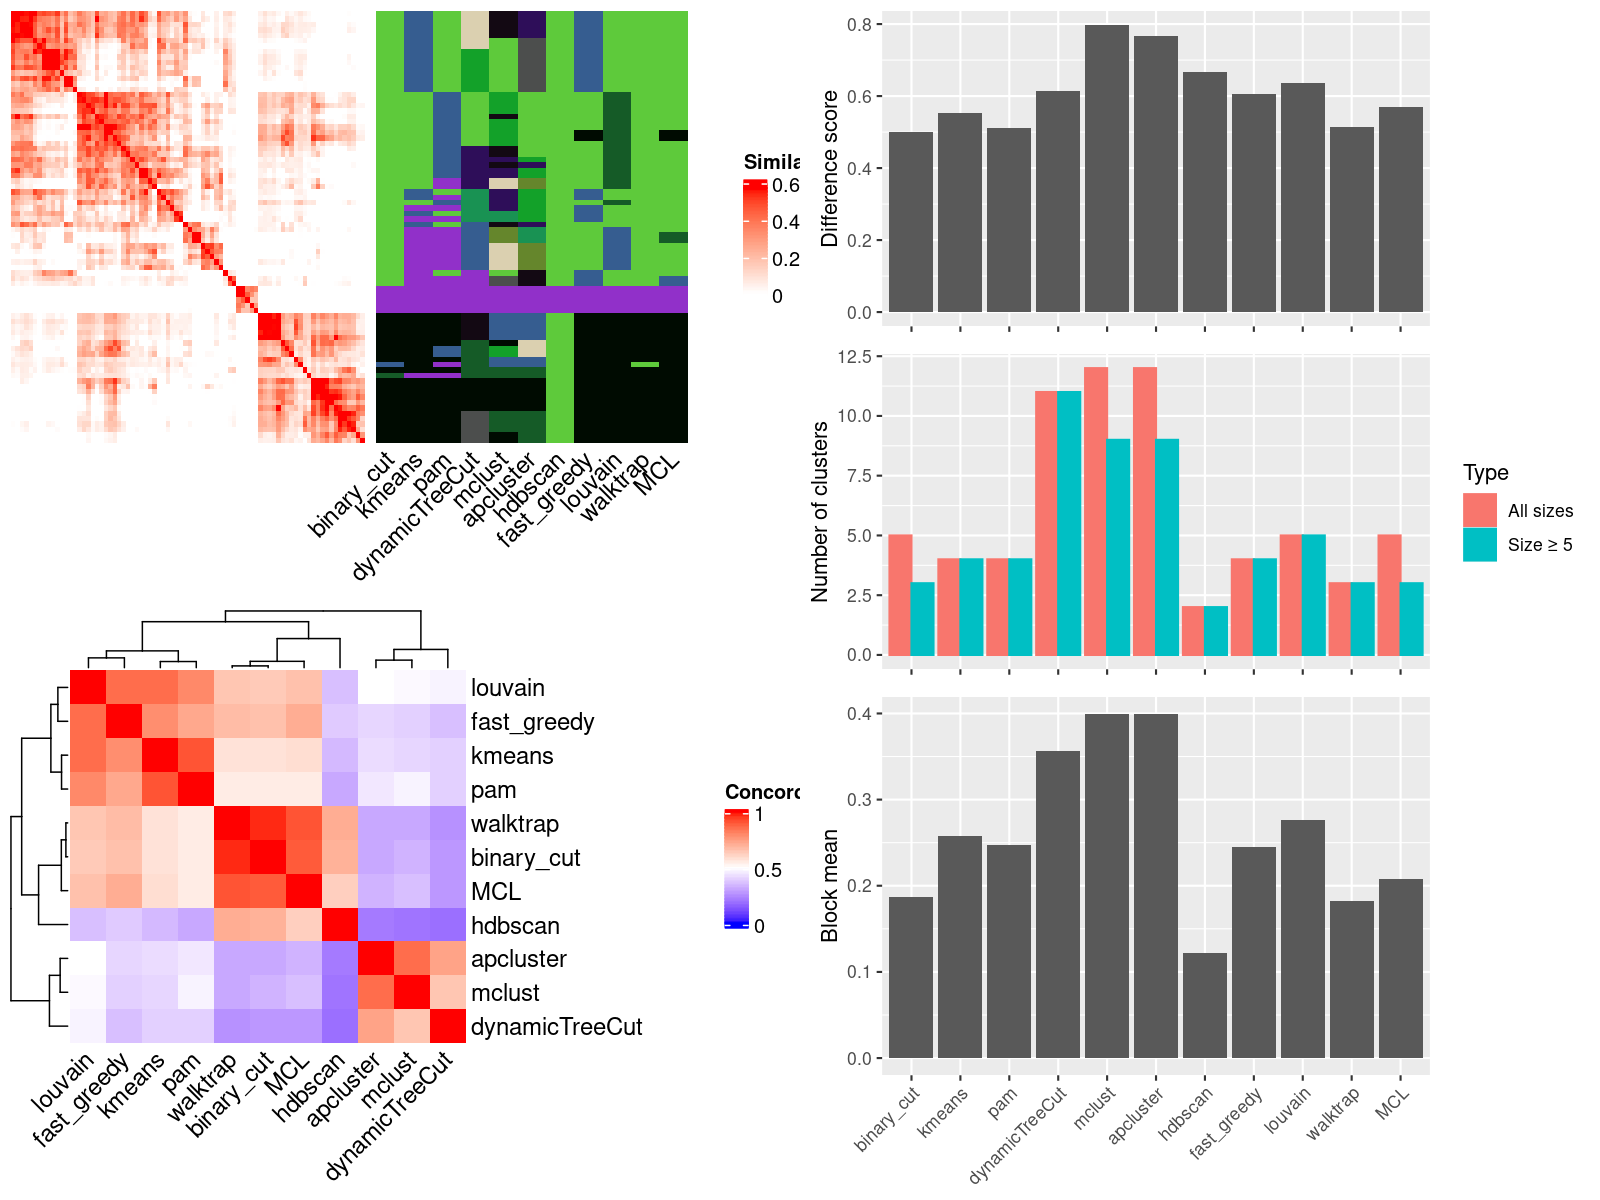 Simila
0.6
0.4
0.2
0
binary_cut
kmeans
pam
dynamicTreeCut
mclust
apcluster
hdbscan
fast_greedy
louvain
walktrap
MCL
louvain
fast_greedy
kmeans
pam
walktrap
binary_cut
MCL
hdbscan
apcluster
mclust
dynamicTreeCut
louvain
fast_greedy
kmeans
pam
walktrap
binary_cut
MCL
hdbscan
apcluster
mclust
dynamicTreeCut
Concord
1
0.5
0
Difference score
0.8
0.6
0.4
0.2
0.0
Number of clusters
12.5
10.0
7.5
5.0
2.5
0.0
Type
All sizes
Size ≥ 5
Block mean
0.4
0.3
0.2
0.1
0.0
binary_cut
kmeans
pam
dynamicTreeCut
mclust
apcluster
hdbscan
fast_greedy
louvain
walktrap
MCL